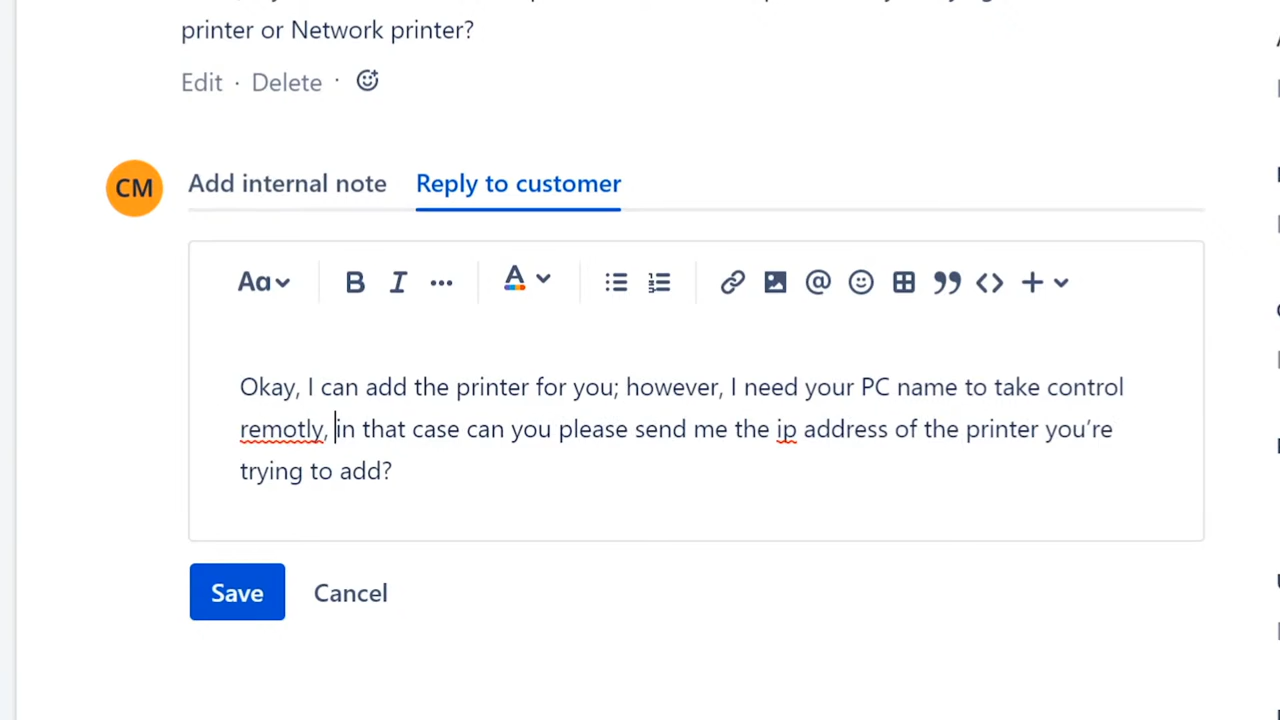 printer or Network printer?
Edit · Delete ·
CM Add internal note Reply to customer
Aa B I ... A
Okay, I can add the printer for you; however, I need your PC name to take control
remotly, in that case can you please send me the ip address of the printer you're
trying to add?
Save Cancel